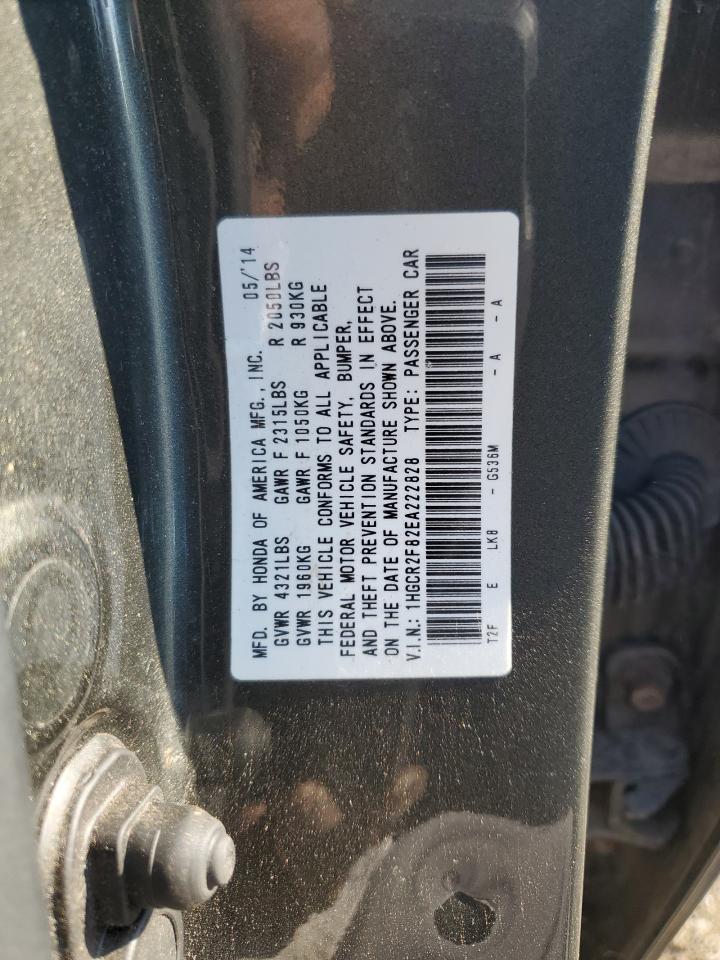 MFD. BY HONDA OF AMERICA MFG., INC. 05/'14
GVWR 4321LBS GAWR F 2315LBS R 2050LBS
GVWR 1960KG GAWR F 1050KG R 930KG
THIS VEHICLE CONFORMS TO ALL APPLICABLE
FEDERAL MOTOR VEHICLE SAFETY, BUMPER,
AND THEFT PREVENTION STANDARDS IN EFFECT
ON THE DATE OF MANUFACTURE SHOWN ABOVE.
V.I.N.: 1HGCR2F82EA222828 TYPE: PASSENGER CAR
T2F E LK8 - G536M - A - A